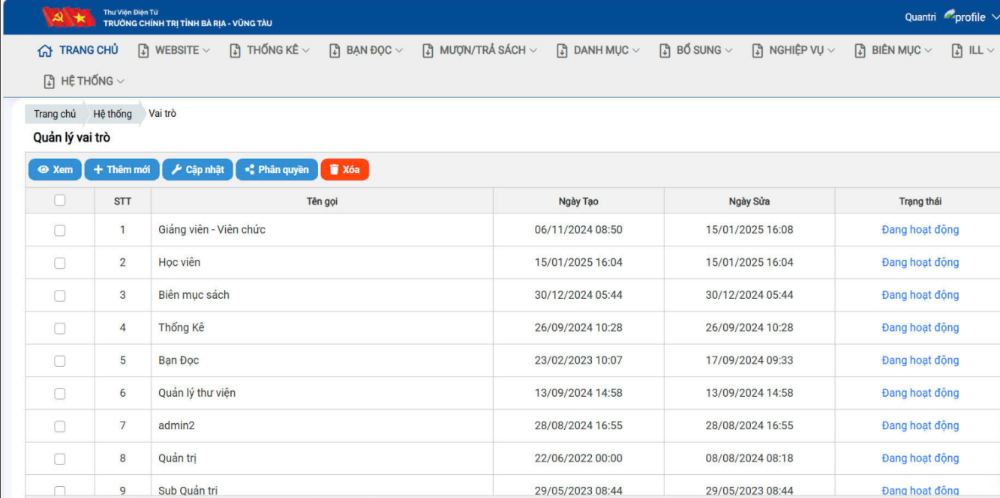 Thư Viện Điện Tử
TRƯỜNG CHÍNH TRỊ TỈNH BÀ RỊA - VŨNG TÀU
Quantri profile
TRANG CHỦ WEBSITE THỐNG KÊ BẠN ĐỌC MƯỢN/TRẢ SÁCH DANH MỤC BỔ SUNG NGHIỆP VỤ BIÊN MỤC ILL
HỆ THỐNG
Trang chủ Hệ thống Vai trò
Quản lý vai trò
Xem Thêm mới Cập nhật Phân quyền Xóa
STT Tên gọi Ngày Tạo Ngày Sửa Trạng thái
1 Giảng viên - Viên chức 06/11/2024 08:50 15/01/2025 16:08 Đang hoạt động
2 Học viên 15/01/2025 16:04 15/01/2025 16:04 Đang hoạt động
3 Biên mục sách 30/12/2024 05:44 30/12/2024 05:44 Đang hoạt động
4 Thống Kê 26/09/2024 10:28 26/09/2024 10:28 Đang hoạt động
5 Bạn Đọc 23/02/2023 10:07 17/09/2024 09:33 Đang hoạt động
6 Quản lý thư viện 13/09/2024 14:58 13/09/2024 14:58 Đang hoạt động
7 admin2 28/08/2024 16:55 28/08/2024 16:55 Đang hoạt động
8 Quản trị 22/06/2022 00:00 08/08/2024 08:18 Đang hoạt động
9 Sub Quản trị 29/05/2023 08:44 29/05/2023 08:44 Đang hoạt động